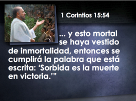 1 Corintios 15:54
... y esto mortal
se haya vestido
de inmortalidad, entonces se
cumplirá la palabra que está
escrita: ‘Sorbida es la muerte
en victoria.’”